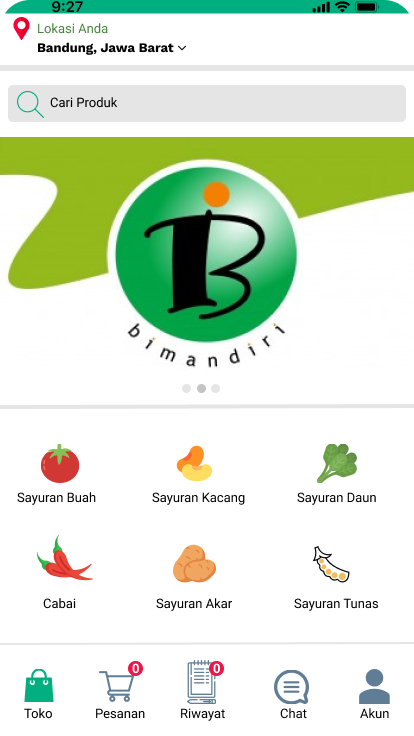 9:27
Lokasi Anda
Bandung, Jawa Barat
Cari Produk
B
bimandiri
Sayuran Buah
Sayuran Kacang
Sayuran Daun
Cabai
Sayuran Akar
Sayuran Tunas
0
0
Toko
Pesanan
Riwayat
Chat
Akun